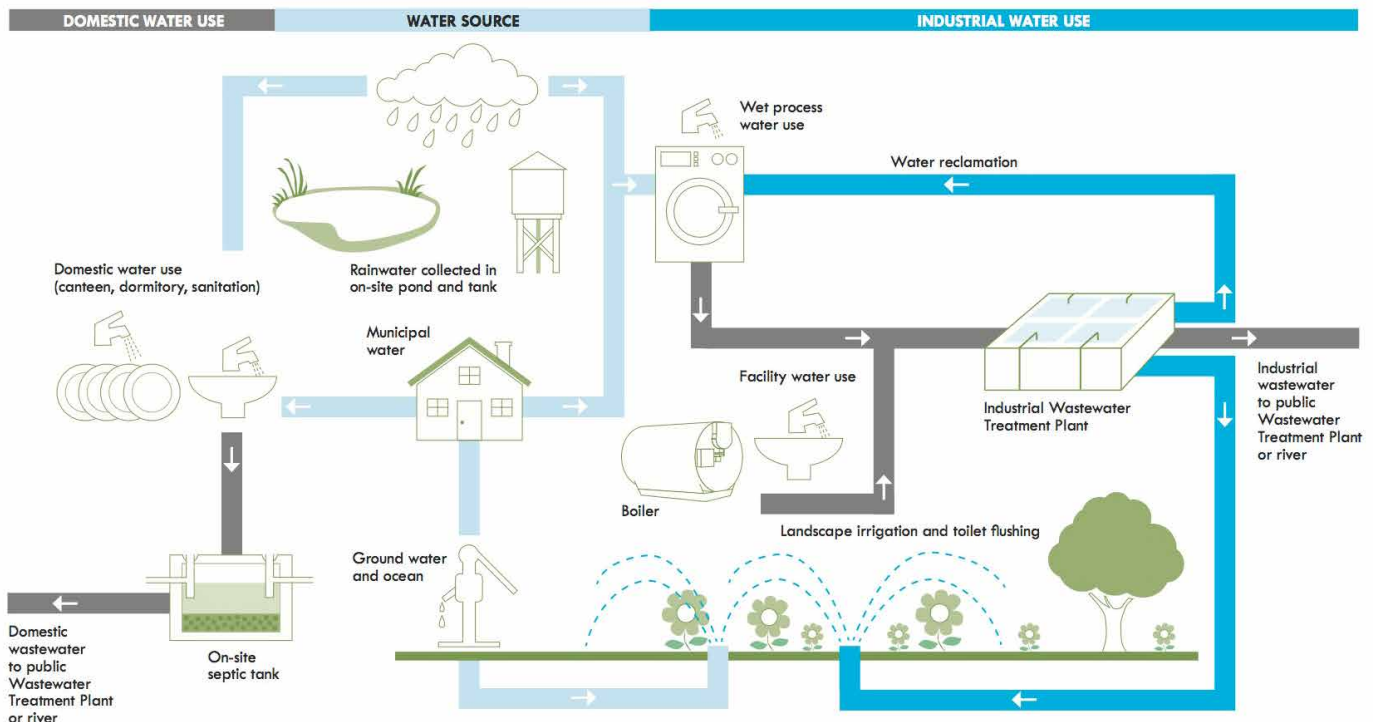 DOMESTIC WATER USE
WATER SOURCE
INDUSTRIAL WATER USE
Wet process
water use
Water reclamation
Domestic water use
(canteen, dormitory, sanitation)
Rainwater collected in
on-site pond and tank
Municipal
water
Facility water use
Industrial Wastewater
Treatment Plant
Industrial
wastewater
to public
Wastewater
Treatment Plant
or river
Boiler
Landscape irrigation and toilet flushing
Ground water
and ocean
Domestic
wastewater
to public
Wastewater
Treatment Plant
or river
On-site
septic tank